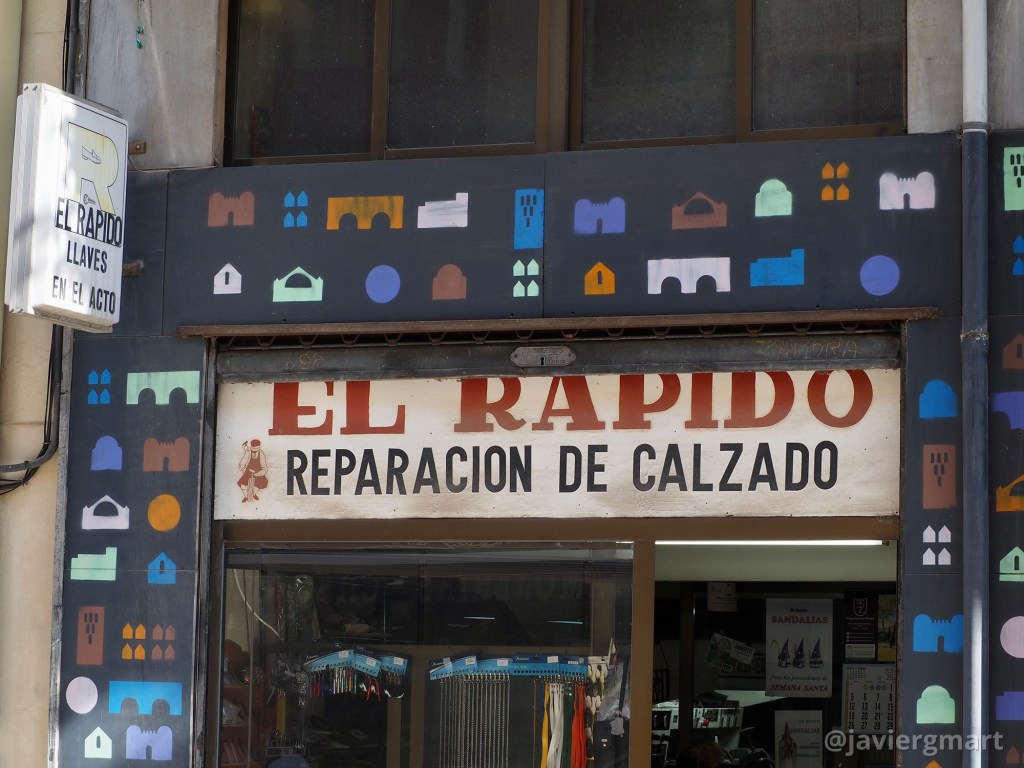 R
EL RAPIDO
LLAVES
EN EL ACTO
EL RAPIDO
REPARACION DE CALZADO
SANDALIAS
SEMANA SANTA
@javiergmart